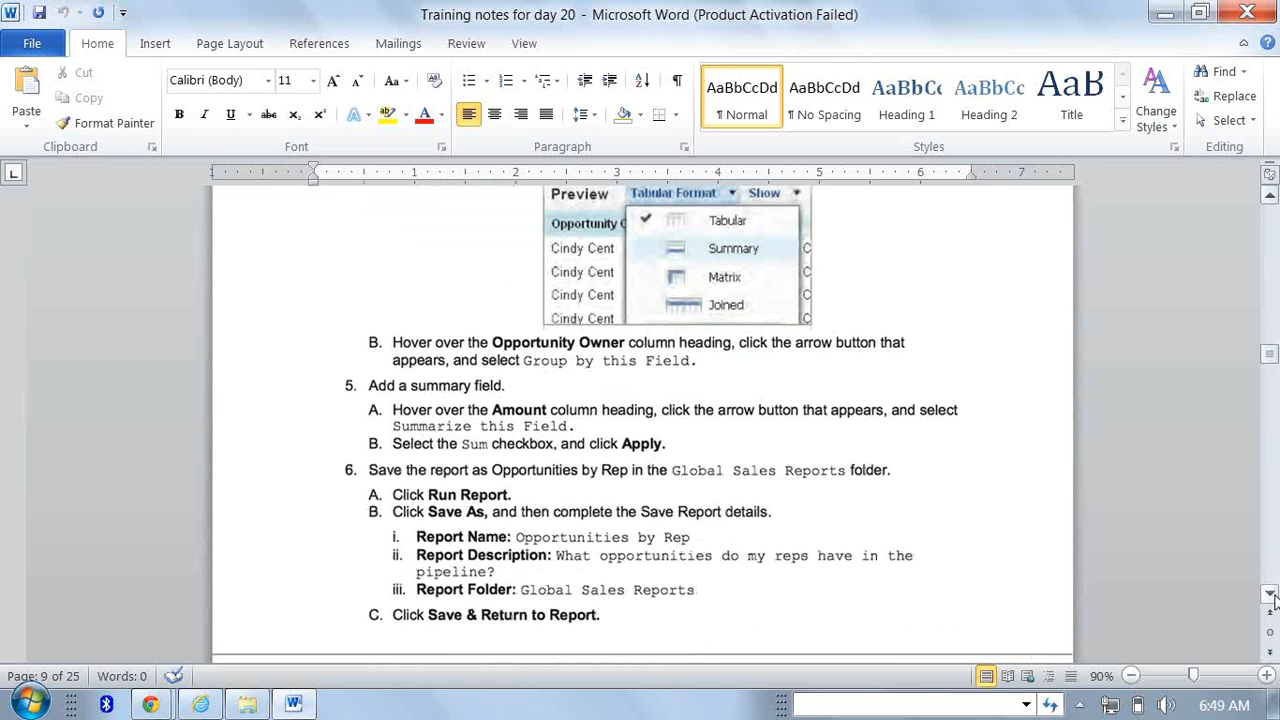 Training notes for day 20 - Microsoft Word (Product Activation Failed)
File Home Insert Page Layout References Mailings Review View
Paste
Cut
Copy
Format Painter
Clipboard
Calibri (Body) 11
Font
Paragraph
AaBbCcDd AaBbCcDd AaBbCc AaBbCc AaB
¶ Normal ¶ No Spacing Heading 1 Heading 2 Title
Change Styles
Styles
Find
Replace
Select
Editing
1 2 3 4 5 6 7
Preview Tabular Format Show
Opportunity Tabular
Cindy Cent Summary C
Cindy Cent Matrix C
Cindy Cent Joined C
Cindy Cent C
B. Hover over the Opportunity Owner column heading, click the arrow button that
appears, and select Group by this Field.
5. Add a summary field.
A. Hover over the Amount column heading, click the arrow button that appears, and select
Summarize this Field.
B. Select the Sum checkbox, and click Apply.
6. Save the report as Opportunities by Rep in the Global Sales Reports folder.
A. Click Run Report.
B. Click Save As, and then complete the Save Report details.
i. Report Name: Opportunities by Rep
ii. Report Description: What opportunities do my reps have in the
pipeline?
iii. Report Folder: Global Sales Reports
C. Click Save & Return to Report.
Page: 9 of 25 Words: 0 90%
6:49 AM